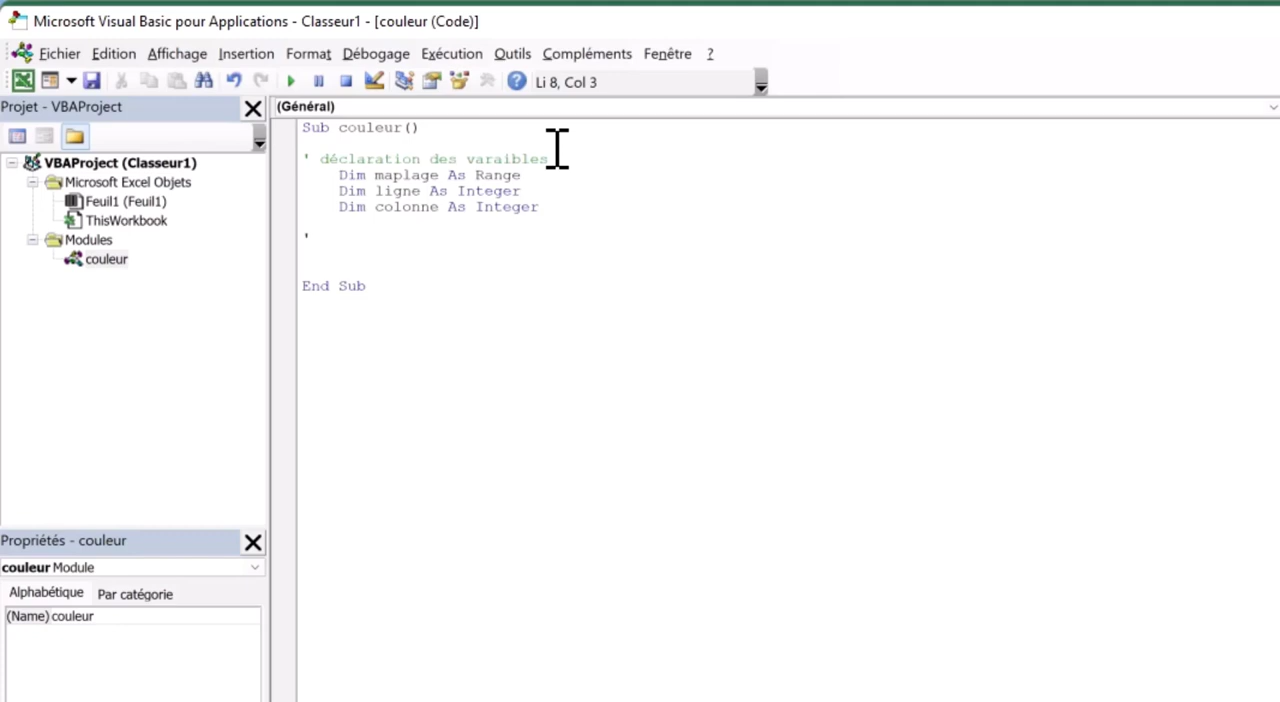 Microsoft Visual Basic pour Applications - Classeur1 - [couleur (Code)]
Fichier Edition Affichage Insertion Format Débogage Exécution Outils Compléments Fenêtre ?
Li 8, Col 3
Projet - VBAProject
(Général)
VBAProject (Classeur1)
Microsoft Excel Objets
Feuil1 (Feuil1)
ThisWorkbook
Modules
couleur
Sub couleur()
' déclaration des varaibles
Dim maplage As Range
Dim ligne As Integer
Dim colonne As Integer
'
End Sub
Propriétés - couleur
couleur Module
Alphabétique Par catégorie
(Name) couleur